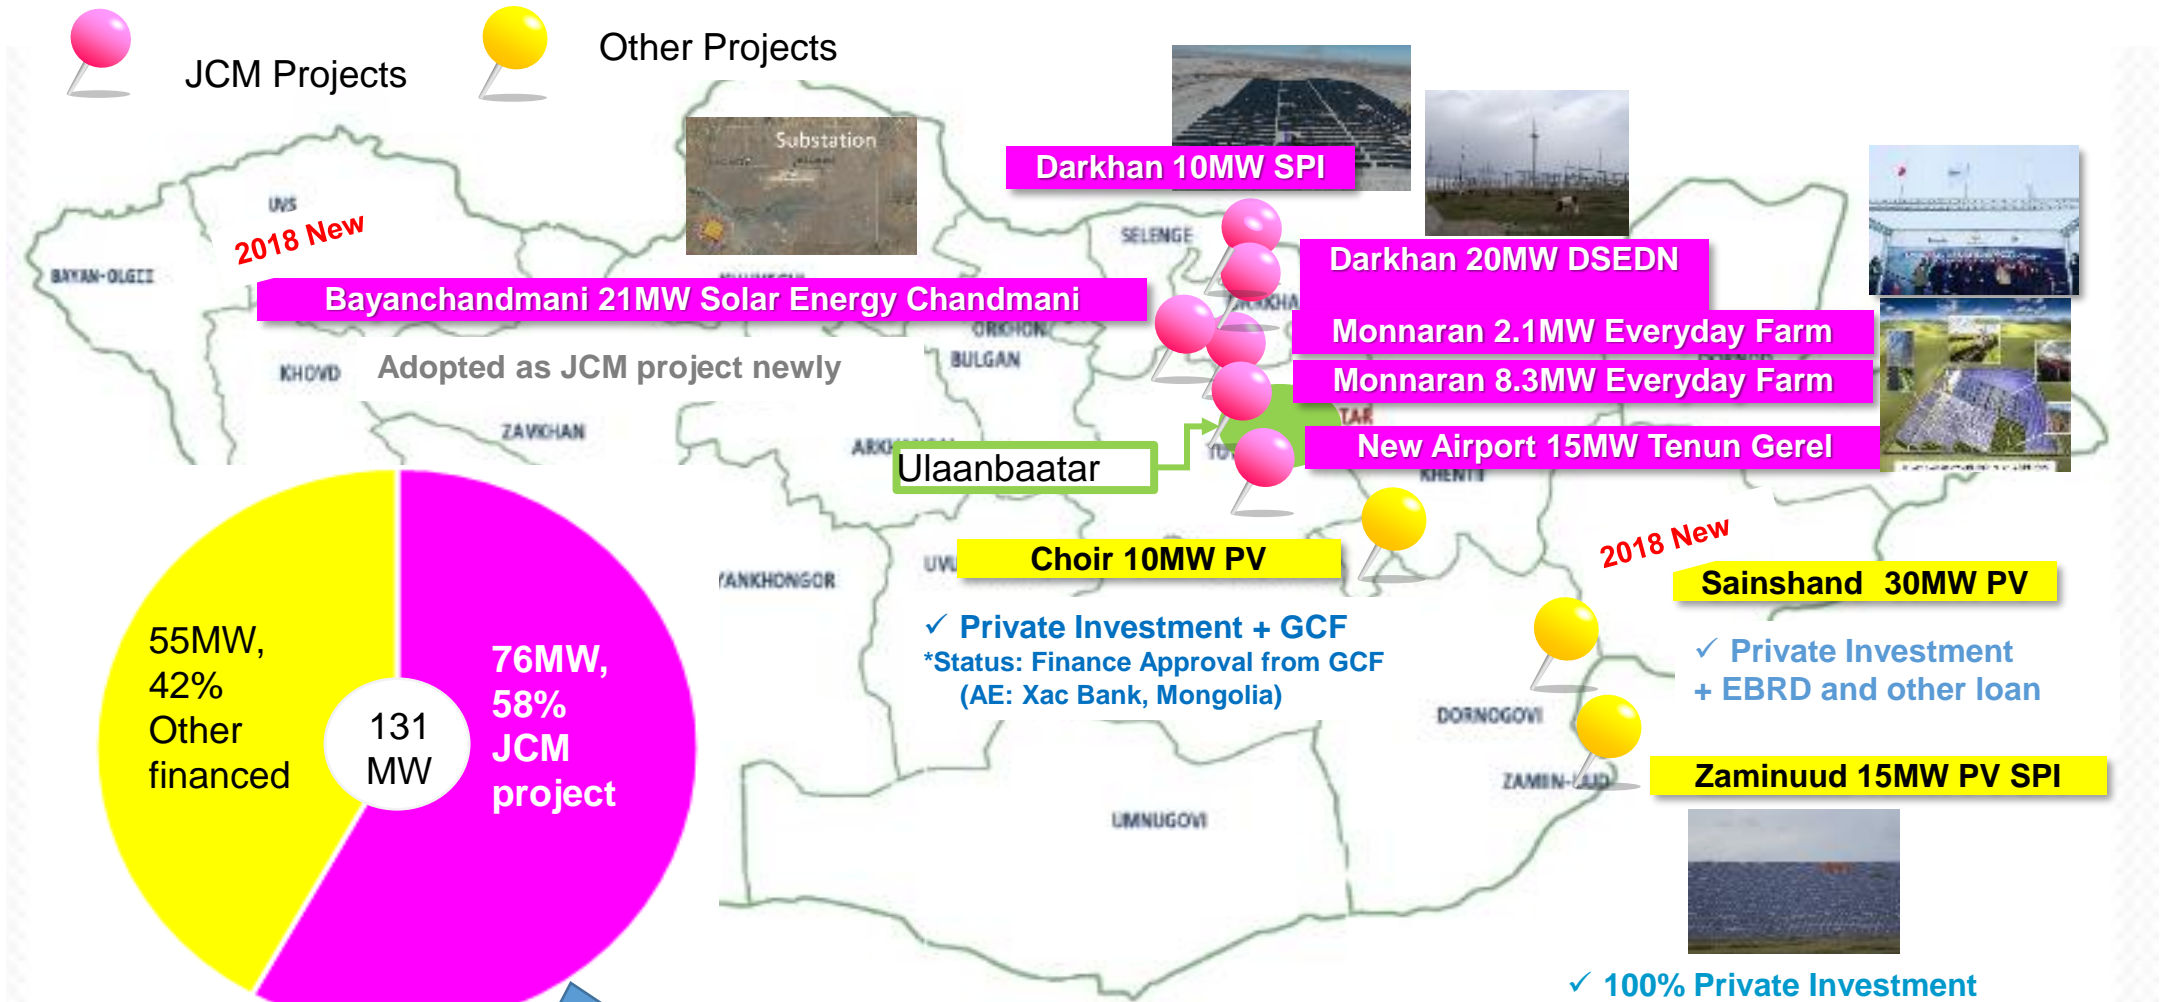 JCM Projects
Other Projects
Substation
Darkhan 10MW SPI
UVS
2018 New
SELENGE
Darkhan 20MW DSEDN
BAYAN-OLGII
Bayanchandmani 21MW Solar Energy Chandmani
ORKHON
Monnaran 2.1MW Everyday Farm
Adopted as JCM project newly
KHOVD
BULGAN
Monnaran 8.3MW Everyday Farm
ZAVKHAN
New Airport 15MW Tenun Gerel
Ulaanbaatar
KHENTII
2018 New
Choir 10MW PV
Sainshand 30MW PV
✓ Private Investment + GCF
*Status: Finance Approval from GCF
(AE: Xac Bank, Mongolia)
✓ Private Investment
+ EBRD and other loan
55MW,
42%
Other
financed
131
MW
76MW,
58%
JCM
project
DORNOGOVI
Zaminuud 15MW PV SPI
UMNUGOVI
✓ 100% Private Investment